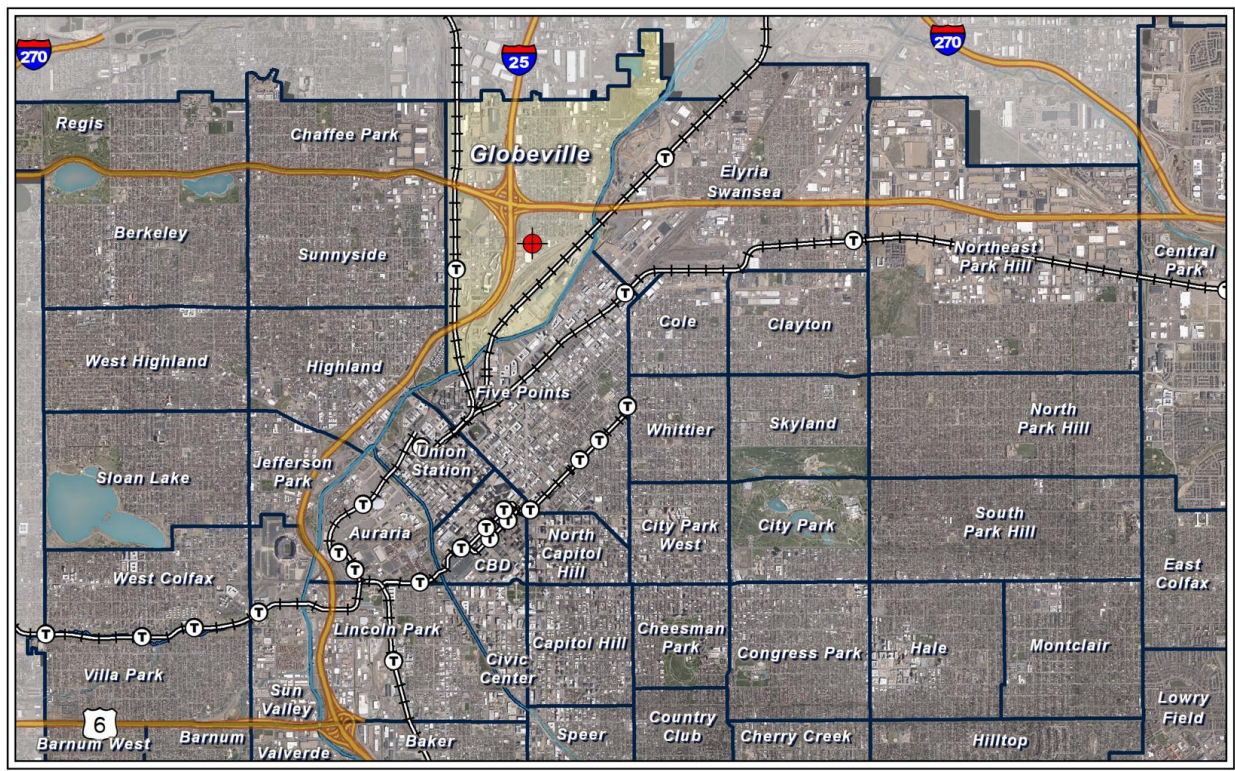 270
25
270
Regis
Chaffee Park
Globeville
T
Elyria
Swansea
Berkeley
Sunnyside
T
T
T
Northeast
Park Hill
Central
Park
T
Cole
Clayton
West Highland
Highland
Five Points
T
Whittier
Skyland
North
Park Hill
T
T
T
Union
Station
Jefferson
Park
Sloan Lake
T
Auraria
T
T
T
T
T
T
T
T
CBD
North
Capitol
Hill
City Park
West
City Park
South
Park Hill
East
Colfax
West Colfax
T
T
T
T
T
Lincoln Park
T
Villa Park
Civic
Center
Capitol Hill
Cheesman
Park
Congress Park
Hale
Montclair
Sun
Valley
6
Barnum West
Barnum
Valverde
Baker
Speer
Country
Club
Cherry Creek
Hilltop
Lowry
Field